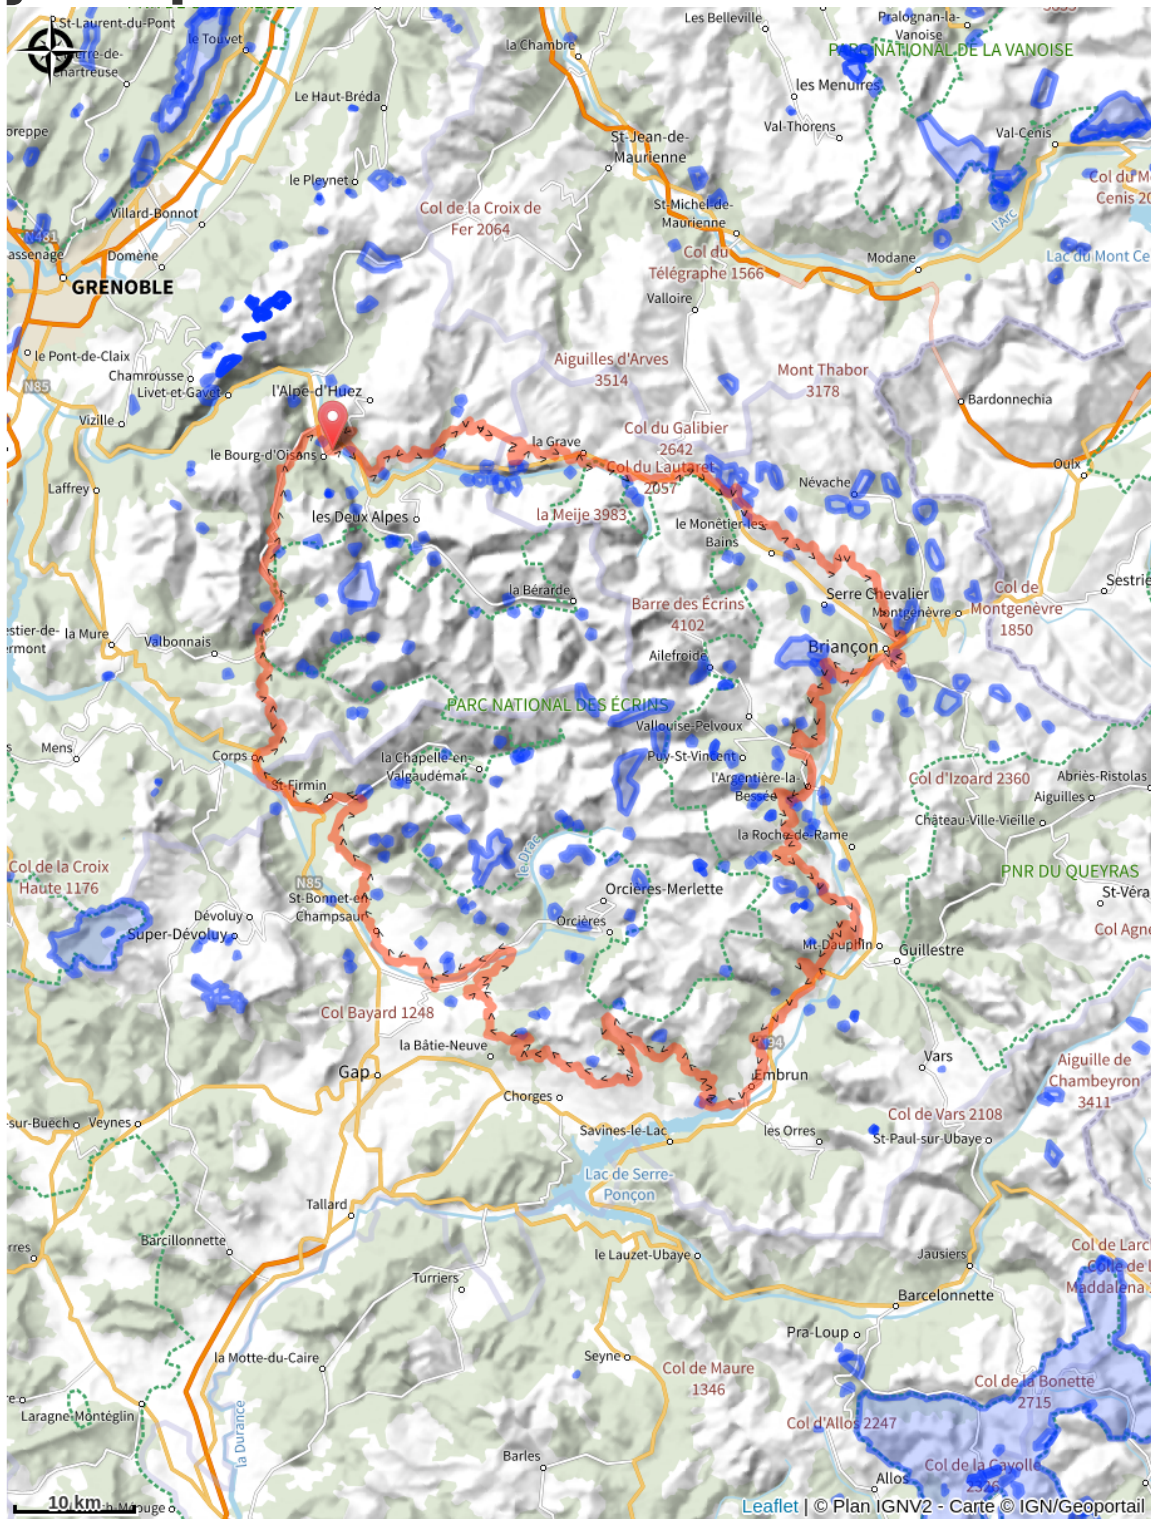 St-Laurent-du-Pont
le Touvet
Chartreuse
Les Belleville
Pralognan-la-
Vanoise
la Chambre
PARC NATIONAL DE LA VANOISE
les Menuires
Le Haut-Bréda
Val-Thorens
Val-Cenis
St-Jean-de-
Maurienne
le Pleynet
Villard-Bonnot
Col de la Croix de
Fer 2064
St-Michel-de-
Maurienne
l'Arc
Domène
Col du
Télégraphe 1566
Modane
GRENOBLE
Valloire
le Pont-de-Claix
Chamrousse
Livet-et-Gavet
N85
l'Alpe-d'Huez
Aiguilles d'Arves
3514
Mont Thabor
3178
Bardonnechia
Vizille
le Bourg-d'Oisans
la Grave
Col du Galibier
2642
Col du Lautaret
2057
Oulx
Laffrey
Névache
les Deux Alpes
la Meije 3983
le Monêtier-les-
Bains
la Bérarde
Serre Chevalier
Montgenèvre
Col de
Montgenèvre
1850
Barre des Écrins
4102
la Mure
Valbonnais
Briançon
Ailefroide
PARC NATIONAL DES ÉCRINS
Vallouise-Pelvoux
Mens
Corps
la Chapelle-en-
Valgaudémar
Puy-St-Vincent
St-Firmin
l'Argentière-la-
Bessée
Col d'Izoard 2360
Abriès-Ristolas
Aiguilles
Château-Ville-Vieille
la Roche-de-Rame
le Drac
Col de la Croix
Haute 1176
PNR DU QUEYRAS
N85
St-Bonnet-en-
Champsaur
Orcières-Merlette
Dévoluy
Super-Dévoluy
Orcières
Mt-Dauphin
Guillestre
Col Bayard 1248
la Bâtie-Neuve
Gap
N94
Vars
Aiguille de
Chambeyron
3411
Embrun
Chorges
Col de Vars 2108
Veynes
Savines-le-Lac
les Orres
St-Paul-sur-Ubaye
Lac de Serre-
Ponçon
Tallard
Barcillonnette
le Lauzet-Ubaye
Jausiers
Turriers
Barcelonnette
Pra-Loup
la Motte-du-Caire
Seyne
Col de Maure
1346
Col de la Bonette
2715
Laragne-Montéglin
la Durance
Col d'Allos 2247
Barles
Col de la Cayolle
Allos
10 km
Leaflet | © Plan IGNV2 - Carte © IGN/Geoportail